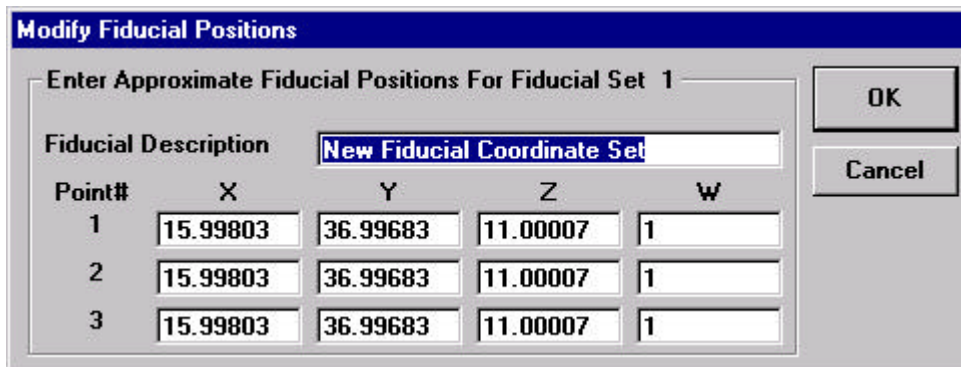 Modify Fiducial Positions
Enter Approximate Fiducial Positions For Fiducial Set 1
OK
Fiducial Description New Fiducial Coordinate Set
Cancel
Point# X Y Z W
1 15.99803 36.99683 11.00007 1
2 15.99803 36.99683 11.00007 1
3 15.99803 36.99683 11.00007 1